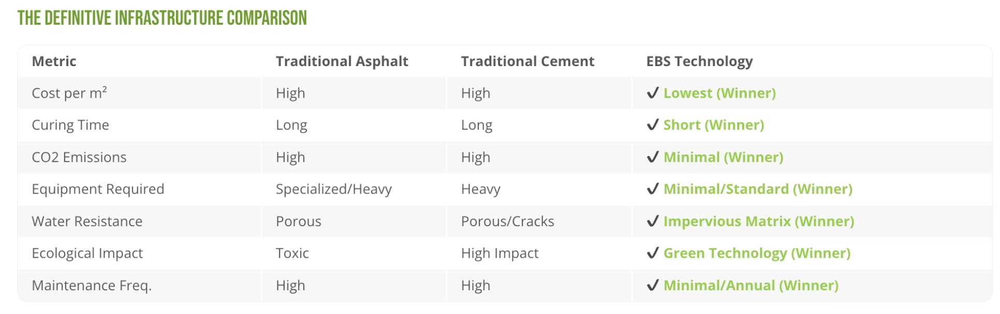 THE DEFINITIVE INFRASTRUCTURE COMPARISON
Metric Traditional Asphalt Traditional Cement EBS Technology
Cost per m² High High ✓ Lowest (Winner)
Curing Time Long Long ✓ Short (Winner)
CO2 Emissions High High ✓ Minimal (Winner)
Equipment Required Specialized/Heavy Heavy ✓ Minimal/Standard (Winner)
Water Resistance Porous Porous/Cracks ✓ Impervious Matrix (Winner)
Ecological Impact Toxic High Impact ✓ Green Technology (Winner)
Maintenance Freq. High High ✓ Minimal/Annual (Winner)